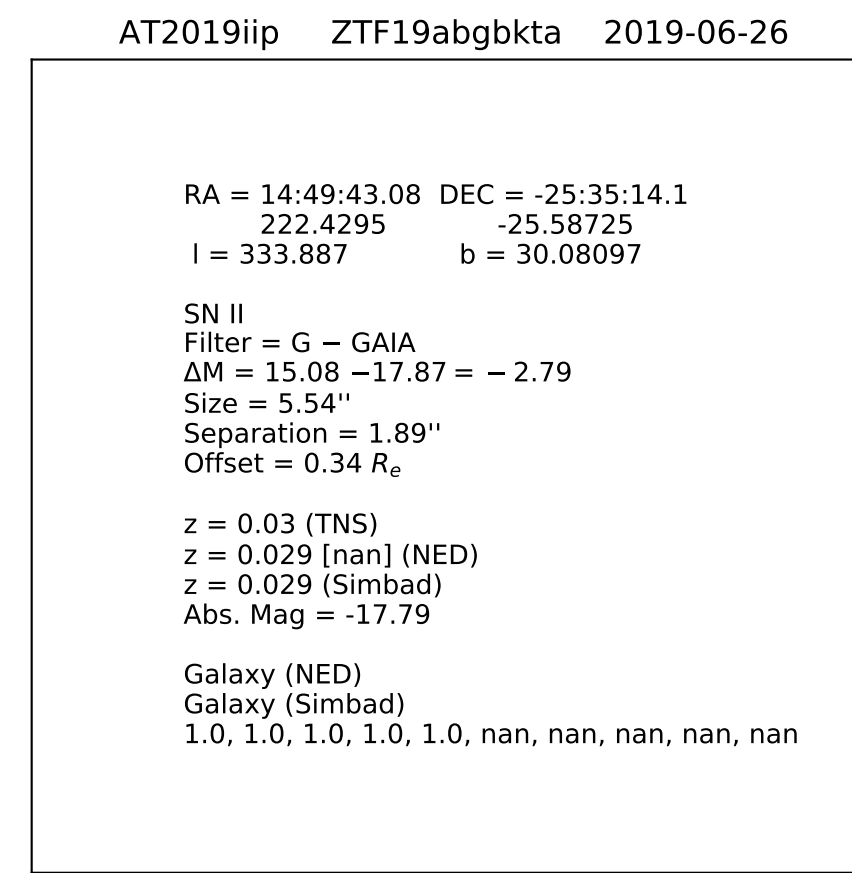 AT2019iip ZTF19abgbkta 2019-06-26
RA = 14:49:43.08 DEC = -25:35:14.1
222.4295 -25.58725
l = 333.887 b = 30.08097
SN II
Filter = G − GAIA
ΔM = 15.08 −17.87 = − 2.79
Size = 5.54''
Separation = 1.89''
Offset = 0.34 Rₑ
z = 0.03 (TNS)
z = 0.029 [nan] (NED)
z = 0.029 (Simbad)
Abs. Mag = -17.79
Galaxy (NED)
Galaxy (Simbad)
1.0, 1.0, 1.0, 1.0, 1.0, nan, nan, nan, nan, nan